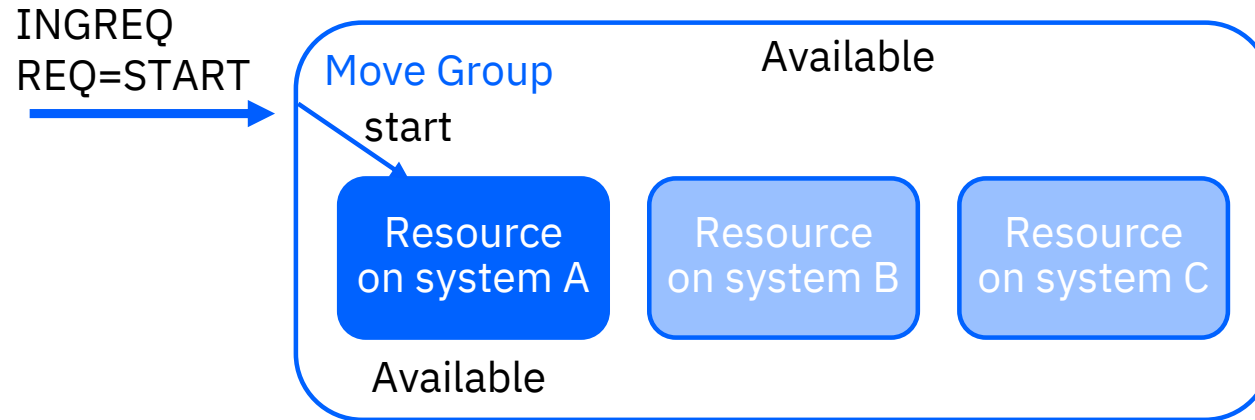 INGREQ
REQ=START
Move Group
Available
start
Resource
on system A
Resource
on system B
Resource
on system C
Available